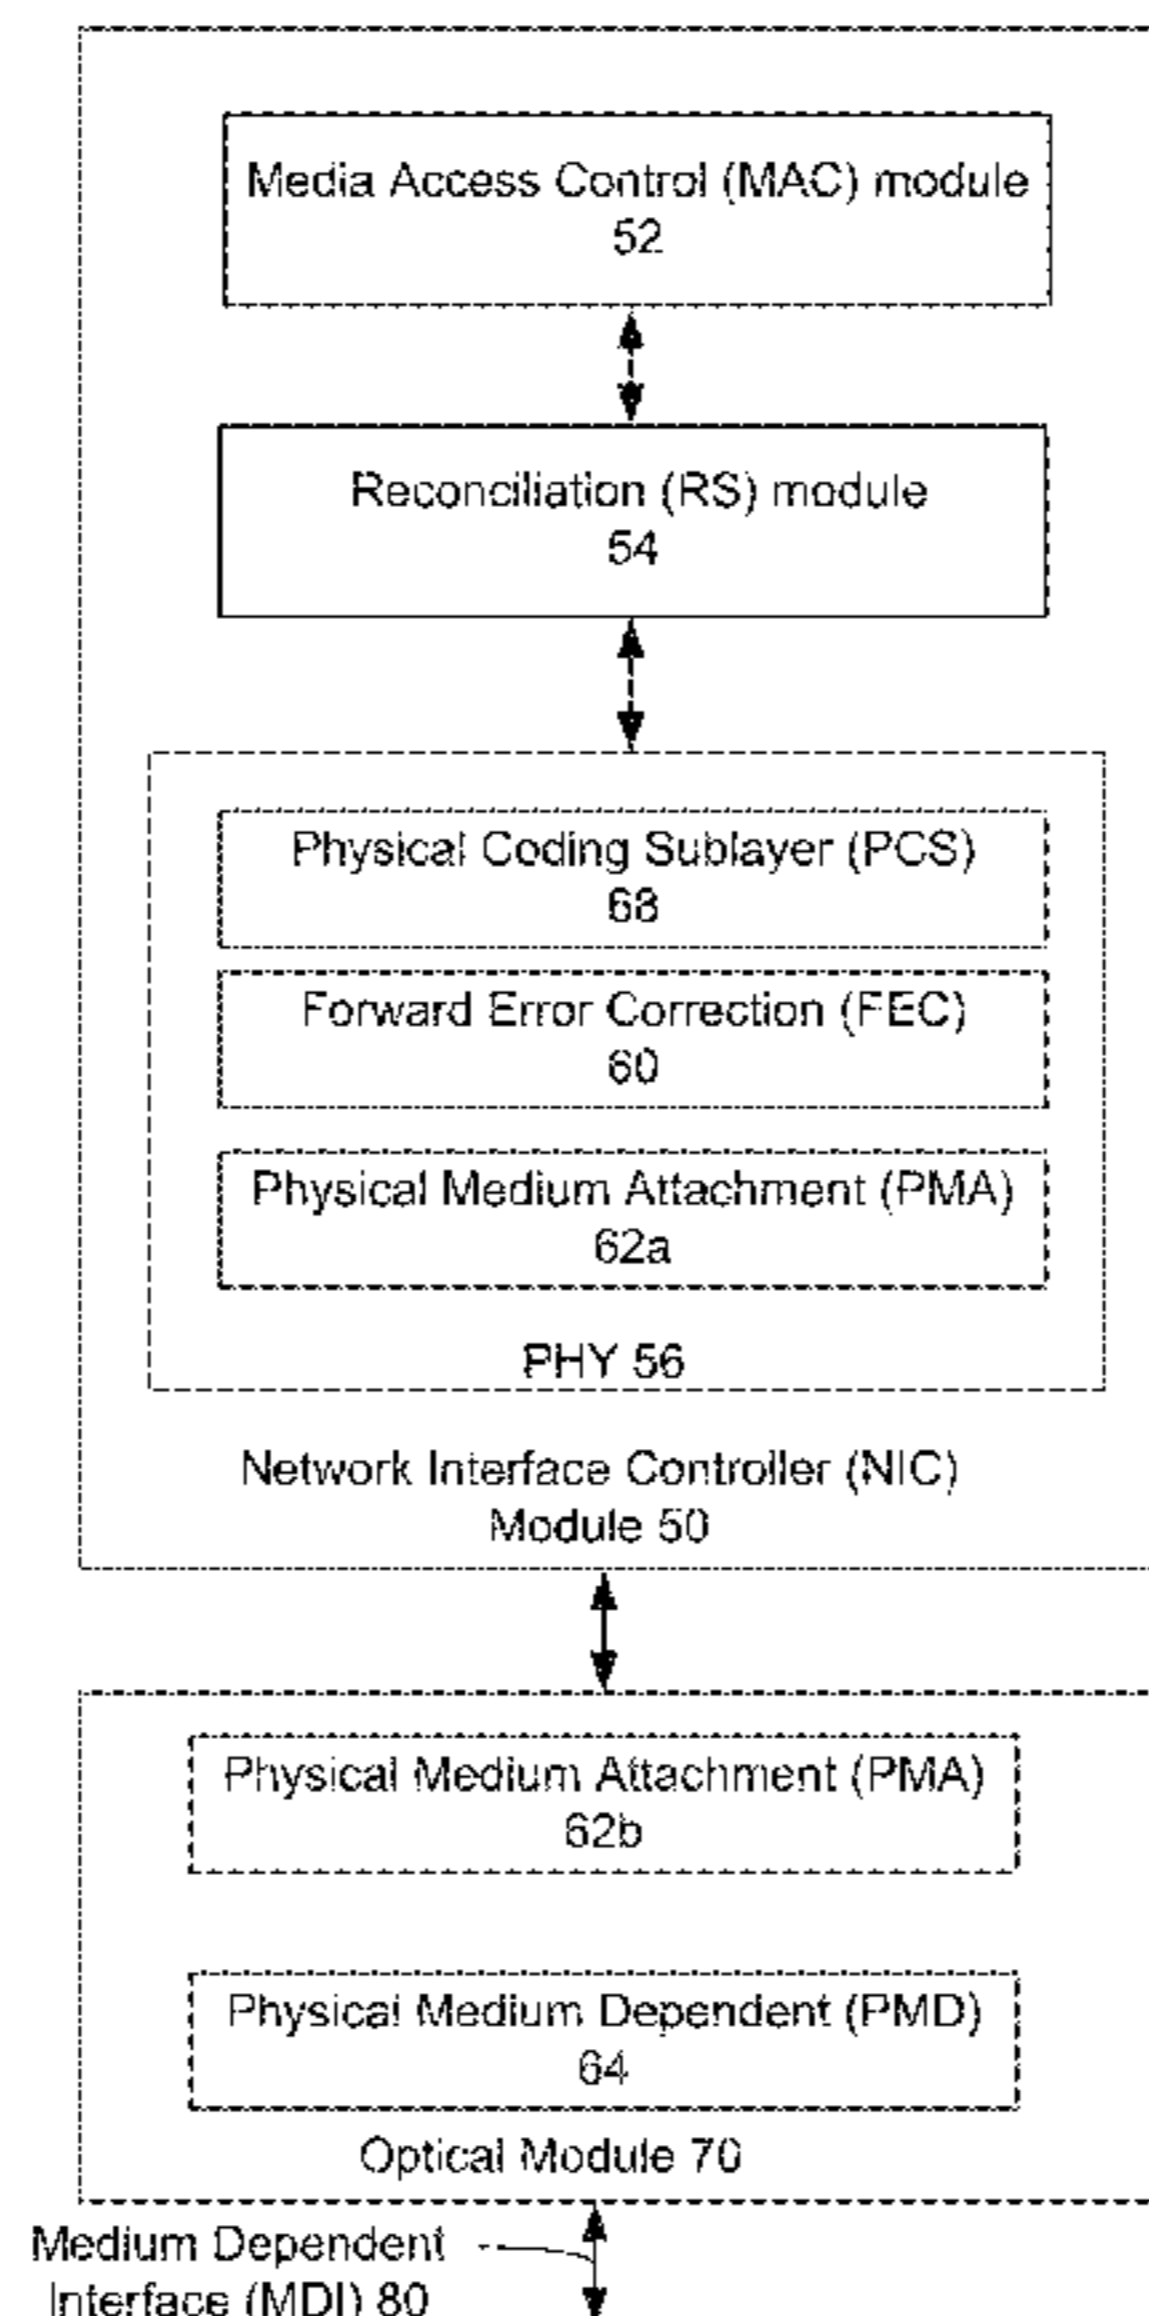 Media Access Control (MAC) module
52
Reconciliation (RS) module
54
Physical Coding Sublayer (PCS)
68
Forward Error Correction (FEC)
60
Physical Medium Attachment (PMA)
62a
PHY 56
Network Interface Controller (NIC)
Module 50
Physical Medium Attachment (PMA)
62b
Physical Medium Dependent (PMD)
64
Optical Module 70
Medium Dependent
Interface (MDI) 80